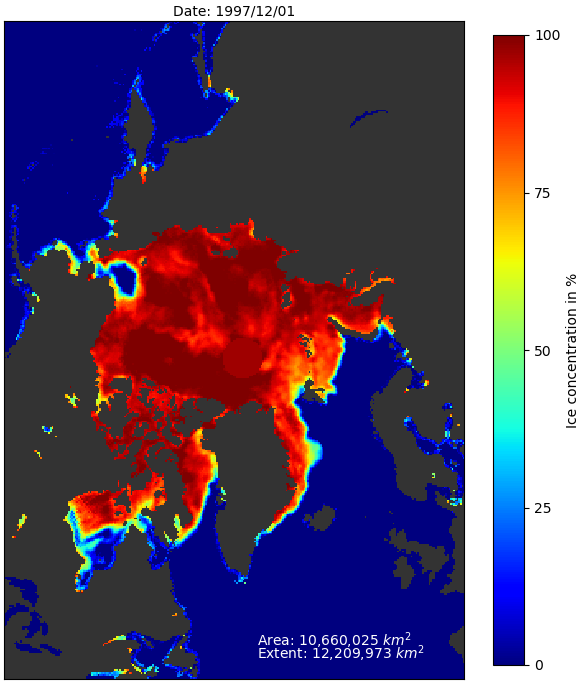 Date: 1997/12/01
100
75
50
25
0
Ice concentration in %
Area: 10,660,025 km²
Extent: 12,209,973 km²